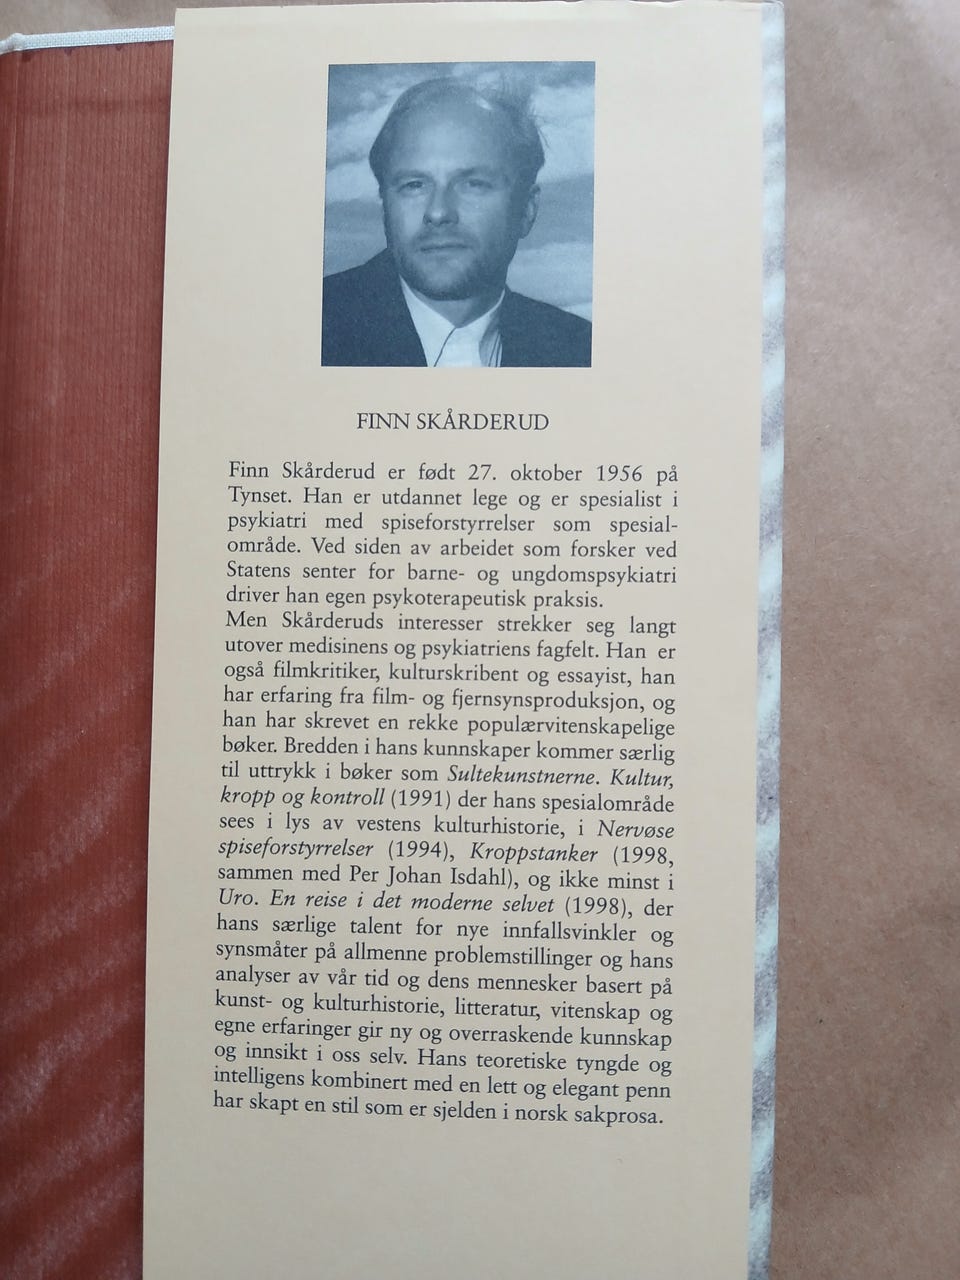 FINN SKÅRDERUD
Finn Skårderud er født 27. oktober 1956 på
Tynset. Han er utdannet lege og er spesialist i
psykiatri med spiseforstyrrelser som spesial-
område. Ved siden av arbeidet som forsker ved
Statens senter for barne- og ungdomspsykiatri
driver han egen psykoterapeutisk praksis.
Men Skårderuds interesser strekker seg langt
utover medisinens og psykiatriens fagfelt. Han er
også filmkritiker, kulturskribent og essayist, han
har erfaring fra film- og fjernsynsproduksjon, og
han har skrevet en rekke populærvitenskapelige
bøker. Bredden i hans kunnskaper kommer særlig
til uttrykk i bøker som Sultekunstnerne. Kultur,
kropp og kontroll (1991) der hans spesialområde
sees i lys av vestens kulturhistorie, i Nervøse
spiseforstyrrelser (1994), Kroppstanker (1998,
sammen med Per Johan Isdahl), og ikke minst i
Uro. En reise i det moderne selvet (1998), der
hans særlige talent for nye innfallsvinkler og
synsmåter på allmenne problemstillinger og hans
analyser av vår tid og dens mennesker basert på
kunst- og kulturhistorie, litteratur, vitenskap og
egne erfaringer gir ny og overraskende kunnskap
og innsikt i oss selv. Hans teoretiske tyngde og
intelligens kombinert med en lett og elegant penn
har skapt en stil som er sjelden i norsk sakprosa.